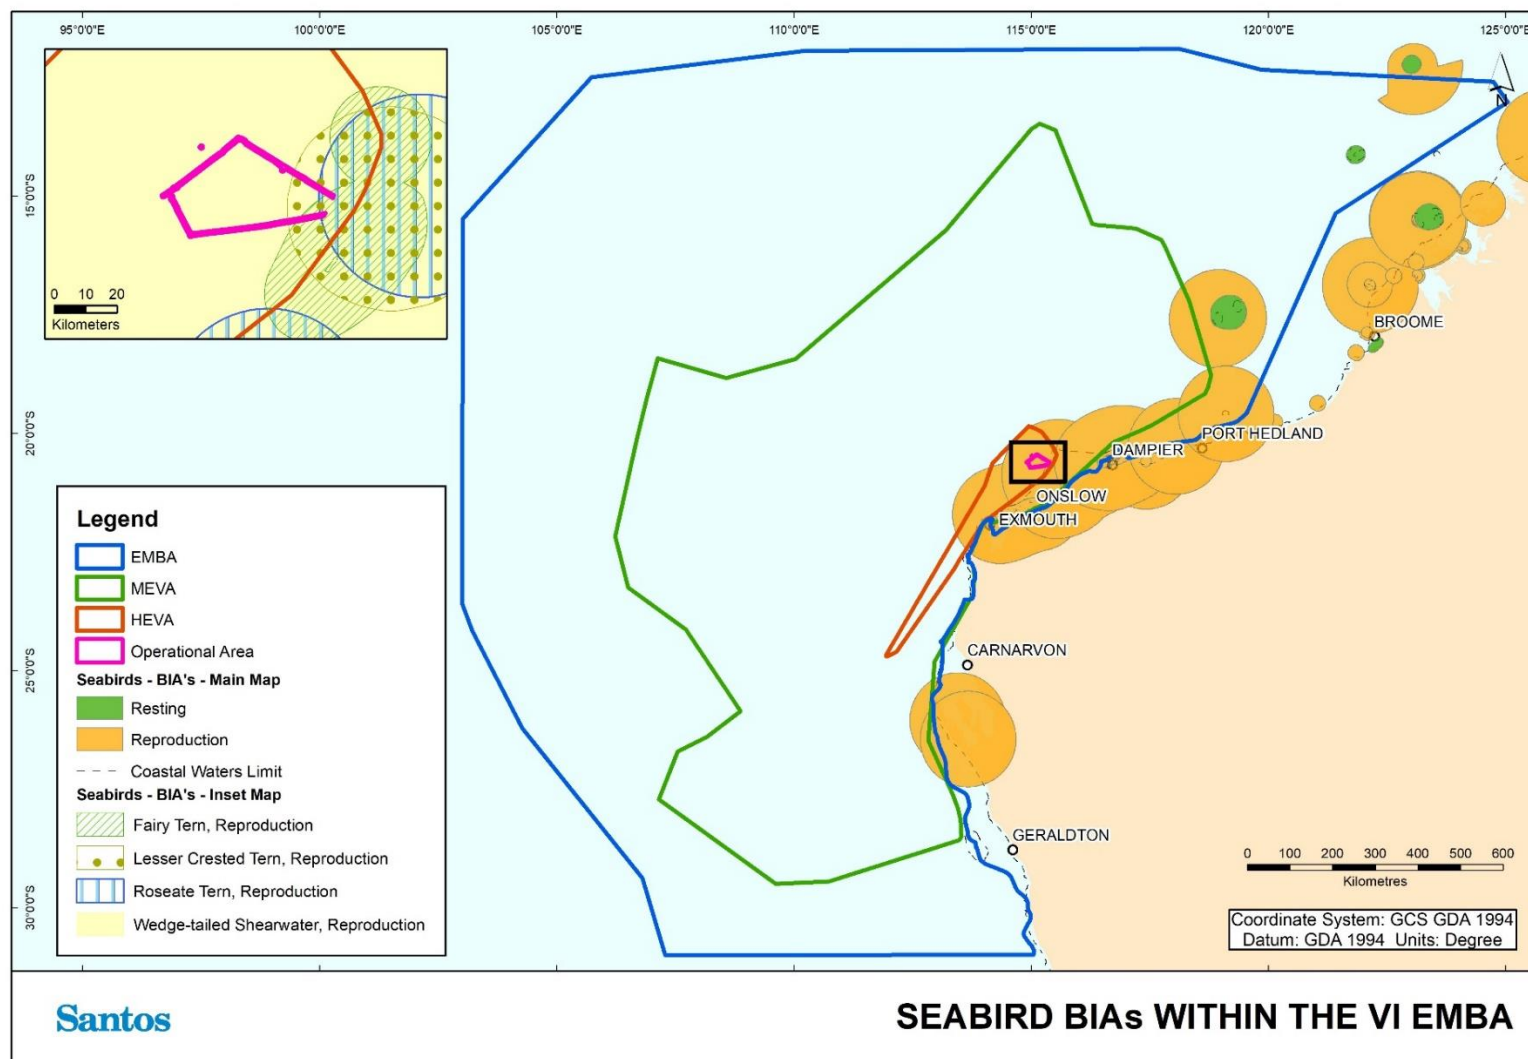 95°0'0"E
100°0'0"E
105°0'0"E
110°0'0"E
115°0'0"E
120°0'0"E
125°0'0"E
15°0'0"S
20°0'0"S
25°0'0"S
30°0'0"S
0 10 20
Kilometers
N
BROOME
PORT HEDLAND
DAMPIER
ONSLOW
EXMOUTH
CARNARVON
GERALDTON
Legend
EMBA
MEVA
HEVA
Operational Area
Seabirds - BIA's - Main Map
Resting
Reproduction
Coastal Waters Limit
Seabirds - BIA's - Inset Map
Fairy Tern, Reproduction
Lesser Crested Tern, Reproduction
Roseate Tern, Reproduction
Wedge-tailed Shearwater, Reproduction
0 100 200 300 400 500 600
Kilometres
Coordinate System: GCS GDA 1994
Datum: GDA 1994 Units: Degree
Santos
SEABIRD BIAs WITHIN THE VI EMBA